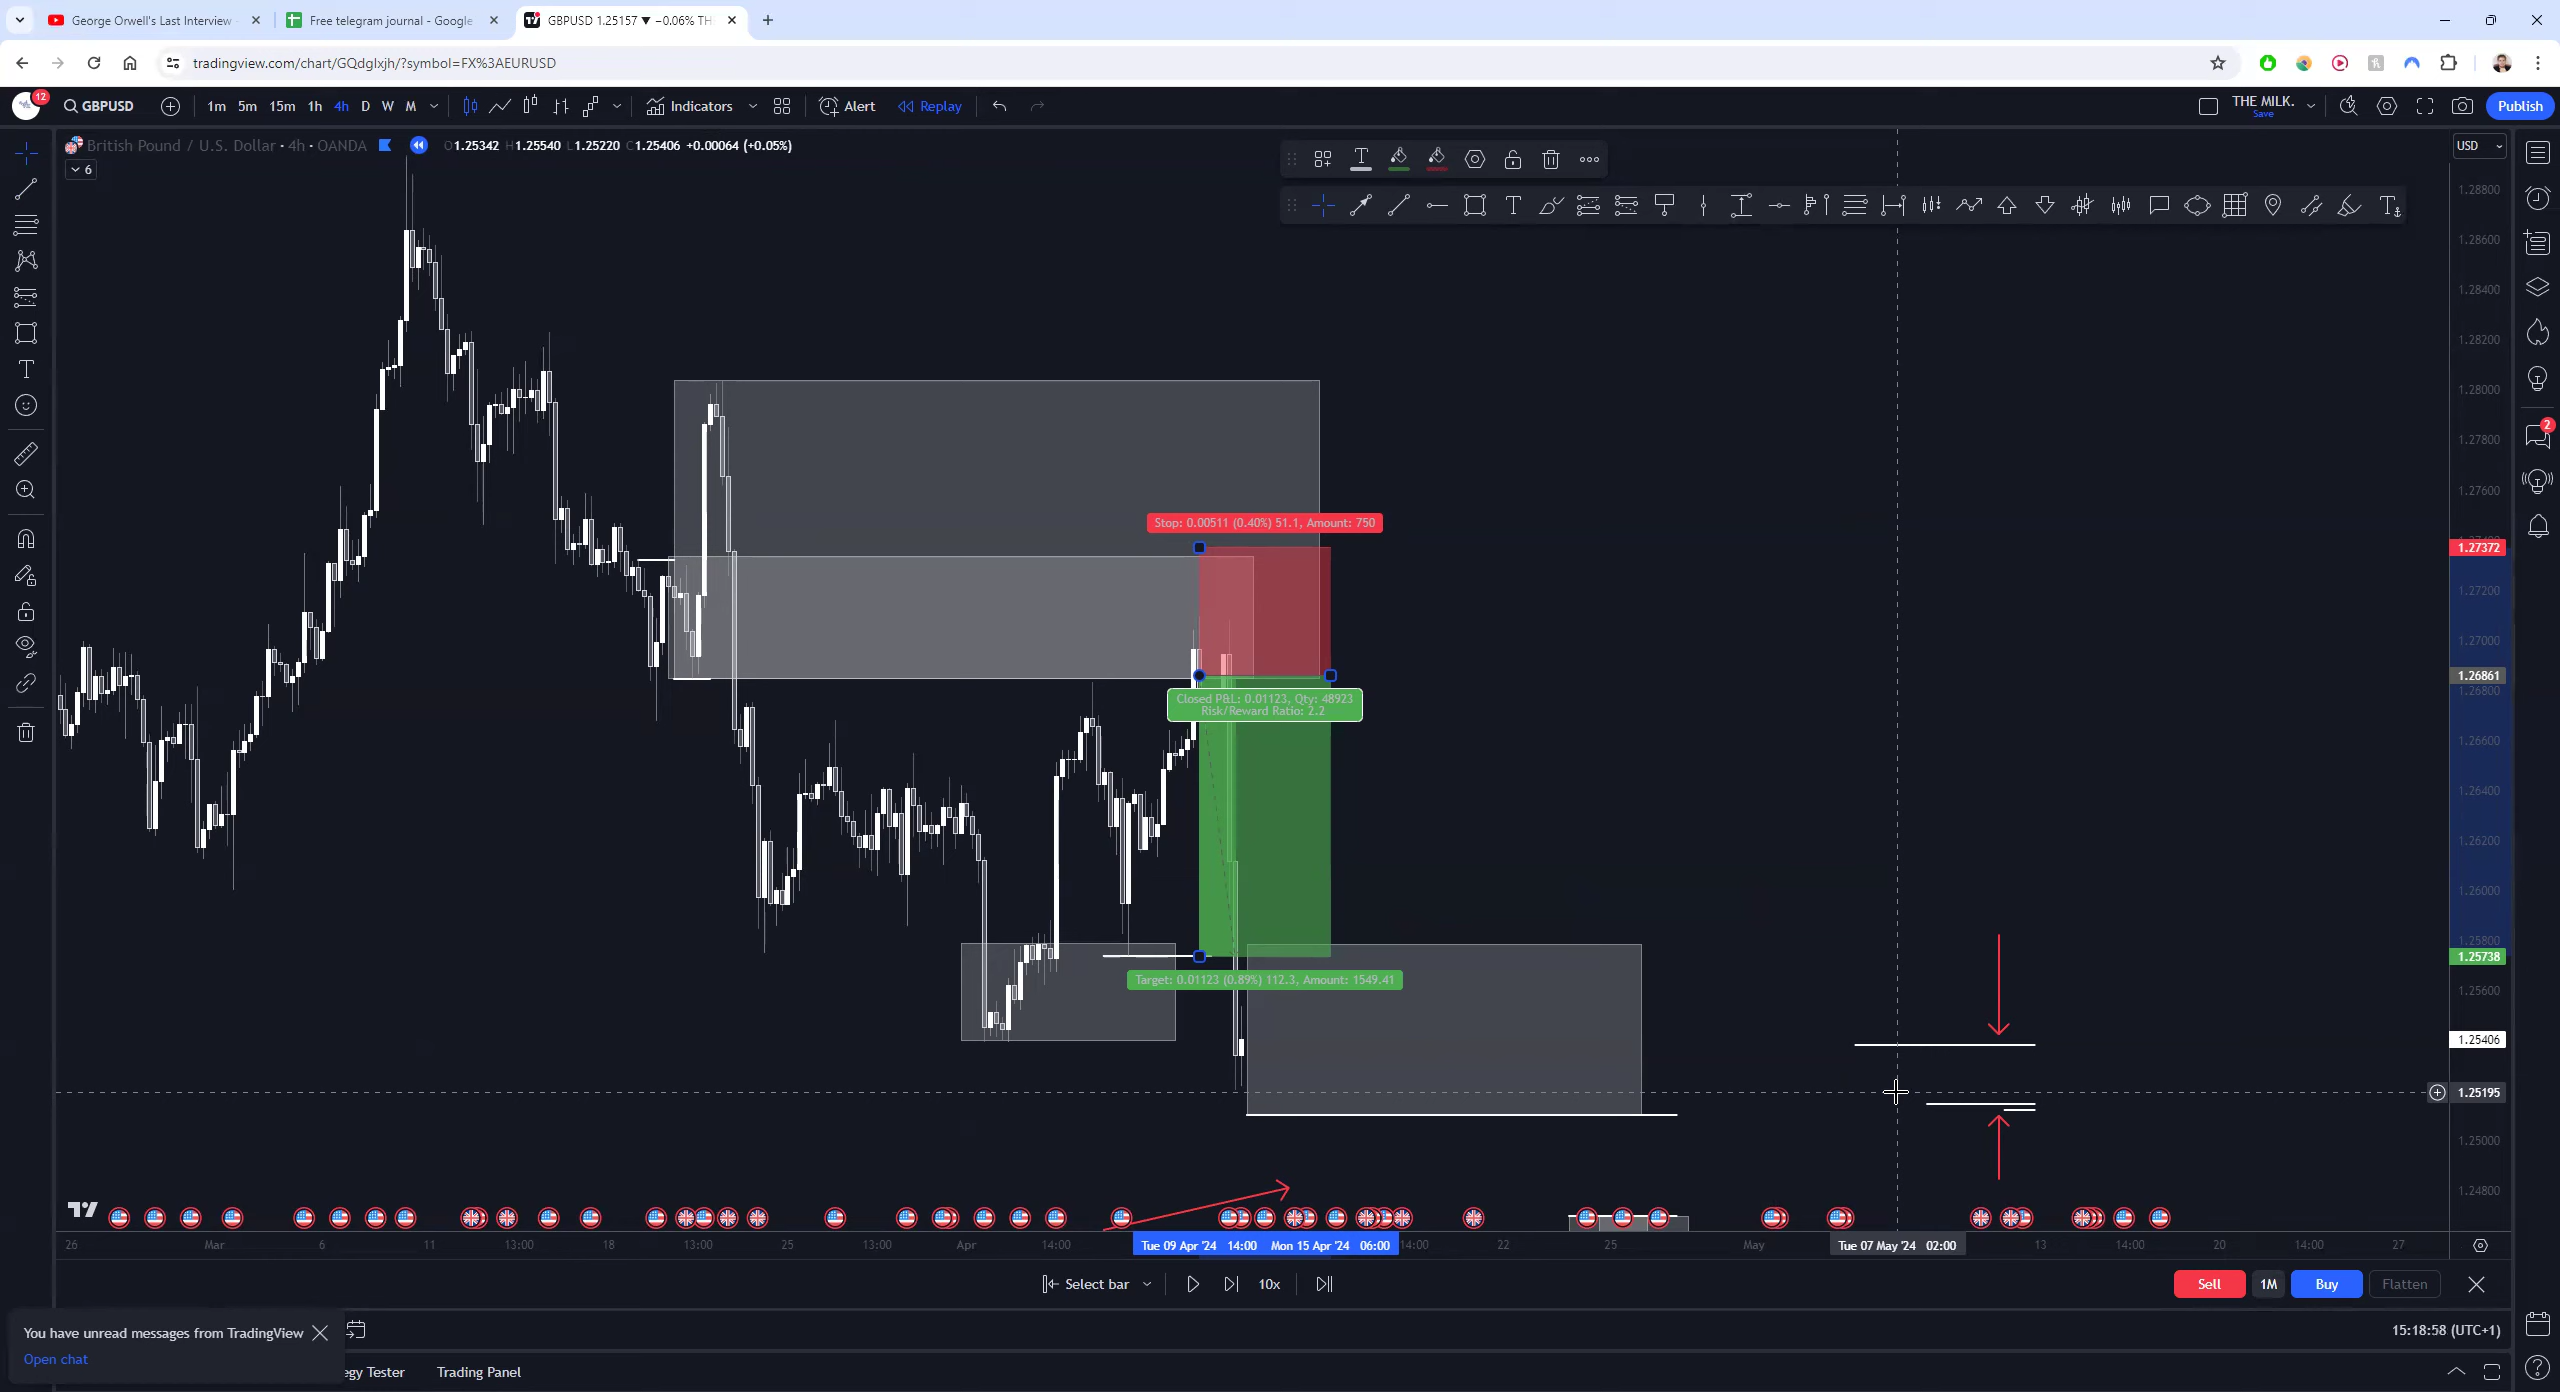 George Orwell's Last Interview
Free telegram journal - Google
GBPUSD 1.25157 ▼ −0.06% TH
tradingview.com/chart/GQdglxjh/?symbol=FX%3AEURUSD
12
GBPUSD
1m 5m 15m 1h 4h D W M
Indicators
Alert
Replay
THE MILK.
Save
Publish
British Pound / U.S. Dollar · 4h · OANDA
O1.25342 H1.25540 L1.25220 C1.25406 +0.00064 (+0.05%)
6
USD
1.28800
1.28600
1.28400
1.28200
1.28000
1.27800
2
1.27600
Stop: 0.00511 (0.40%) 51.1, Amount: 750
1.27372
1.27200
1.27000
1.26861
1.26800
Closed P&L: 0.01123, Qty: 48923
Risk/Reward Ratio: 2.2
1.26600
1.26400
1.26200
1.26000
1.25800
1.25738
Target: 0.01123 (0.89%) 112.3, Amount: 1549.41
1.25600
1.25406
1.25195
1.25000
1.24800
26 Mar 6 11 13:00 18 13:00 25 13:00 Apr 14:00 Tue 09 Apr '24 14:00 Mon 15 Apr '24 06:00 14:00 22 25 May Tue 07 May '24 02:00 13 14:00 20 14:00 27
Select bar
10x
Sell
1M
Buy
Flatten
You have unread messages from TradingView
Open chat
15:18:58 (UTC+1)
egy Tester
Trading Panel